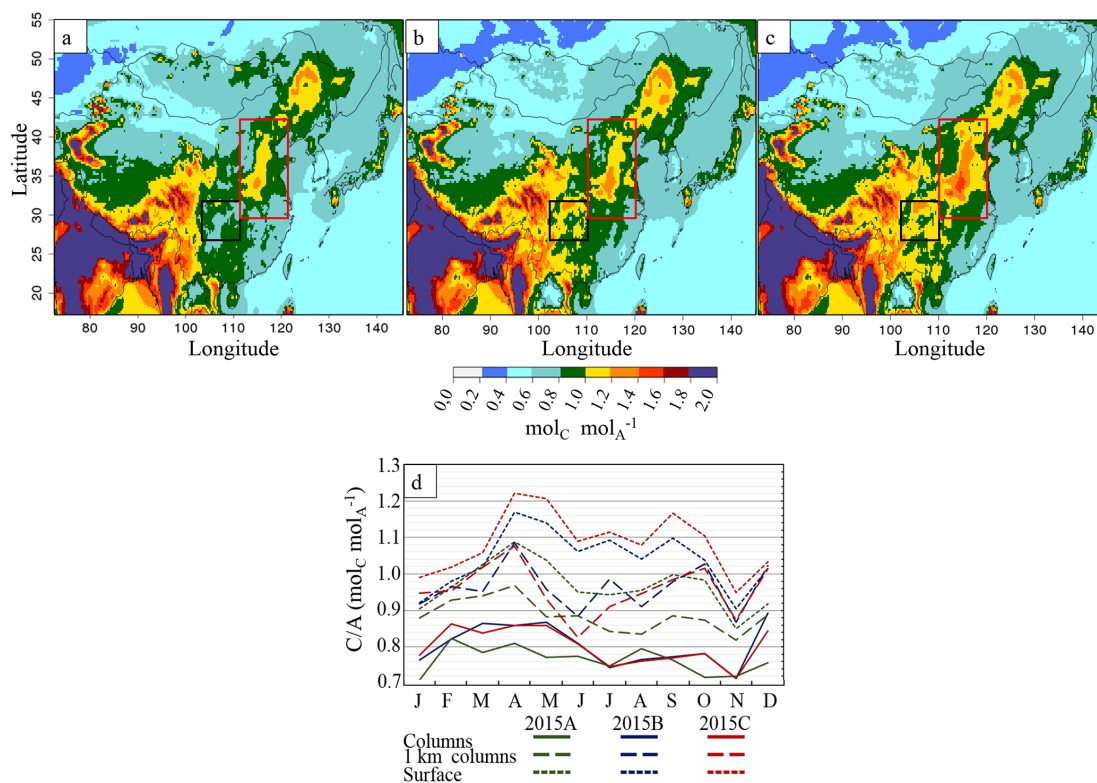 a
b
c
55
50
45
40
35
30
25
20
Latitude
80 90 100 110 120 130 140
80 90 100 110 120 130 140
80 90 100 110 120 130 140
Longitude
Longitude
Longitude
0,0 0.2 0.4 0.6 0.8 1.0 1.2 1.4 1.6 1.8 2.0
molC molA-1
d
1.3
1.2
1.1
1.0
0.9
0.8
0.7
C/A (molC molA-1)
J F M A M J J A S O N D
2015A 2015B 2015C
Columns
1 km columns
Surface